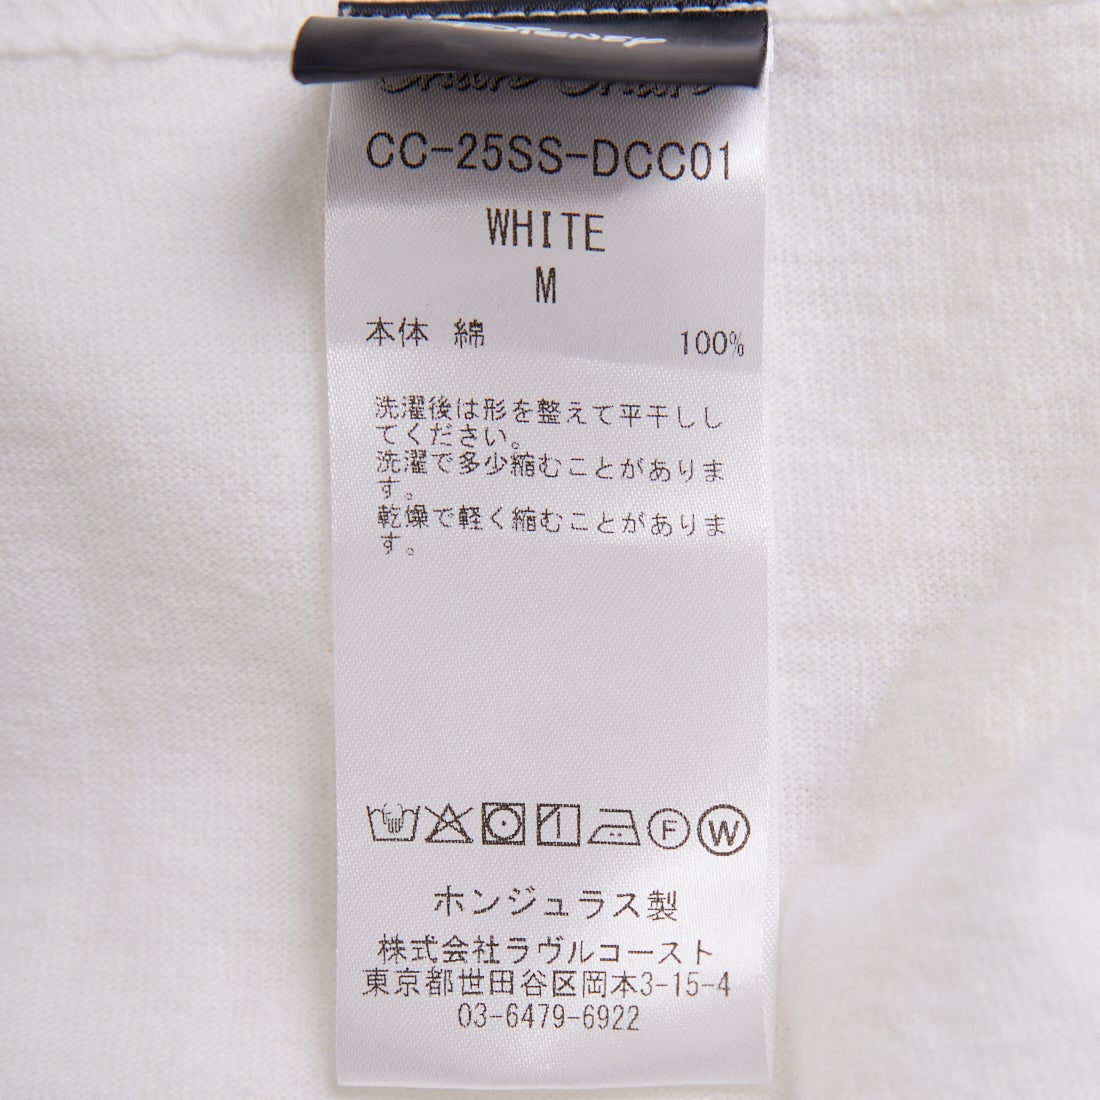 Disney
CC-25SS-DCC01
WHITE
M
本体 綿 100%
洗濯後は形を整えて平干しし
てください。
洗濯で多少縮むことがありま
す。
乾燥で軽く縮むことがありま
す。
1 F W
ホンジュラス製
株式会社ラヴルコースト
東京都世田谷区岡本3-15-4
03-6479-6922